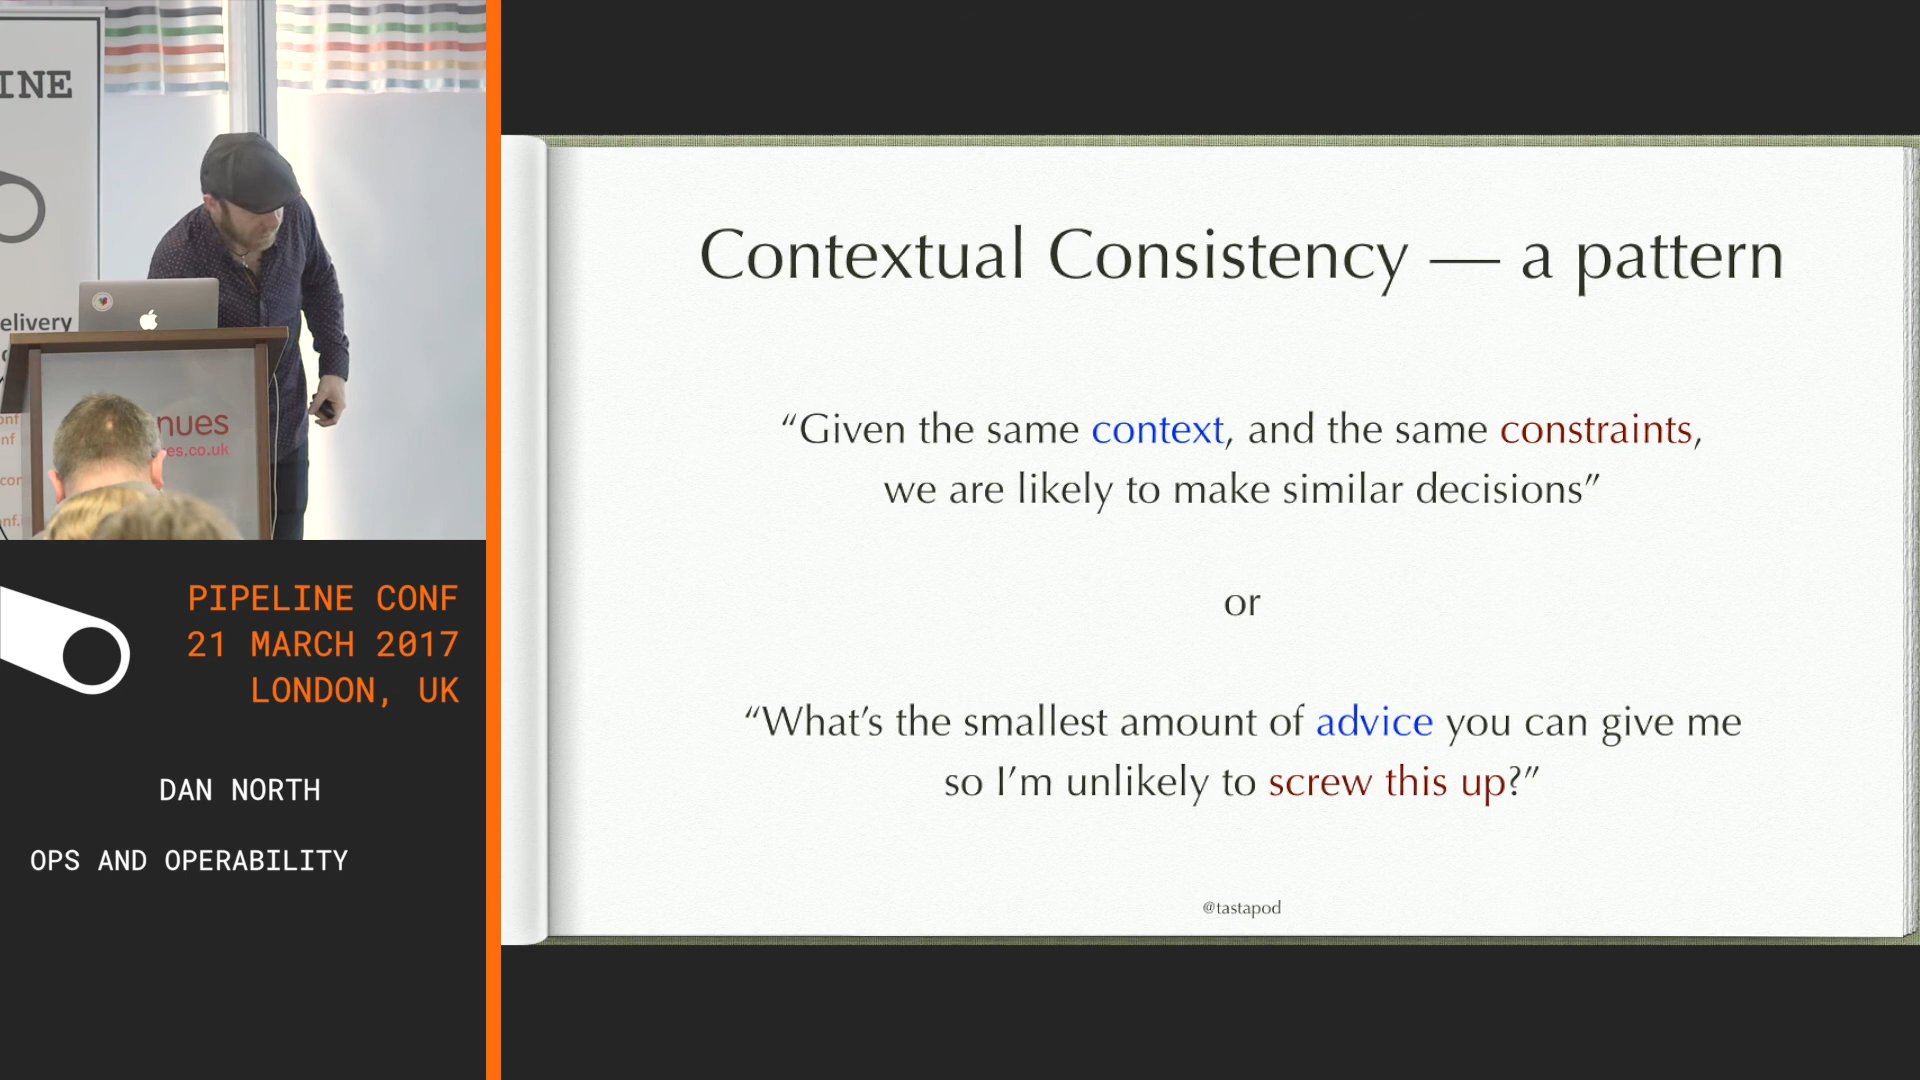 INE
elivery
nues
es.co.uk
PIPELINE CONF
21 MARCH 2017
LONDON, UK
DAN NORTH
OPS AND OPERABILITY
Contextual Consistency — a pattern
“Given the same context, and the same constraints,
we are likely to make similar decisions”
or
“What’s the smallest amount of advice you can give me
so I’m unlikely to screw this up?”
@tastapod